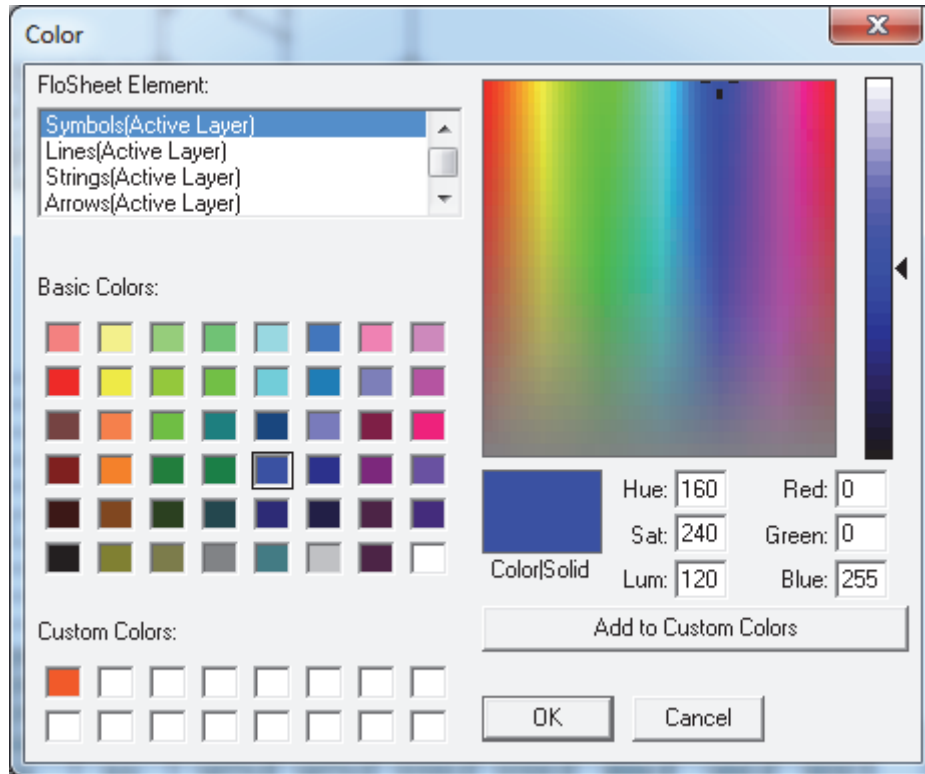 Color
FloSheet Element:
Symbols(Active Layer)
Lines(Active Layer)
Strings(Active Layer)
Arrows(Active Layer)
Basic Colors:
Custom Colors:
Color|Solid
Hue: 160
Sat: 240
Lum: 120
Red: 0
Green: 0
Blue: 255
Add to Custom Colors
OK
Cancel